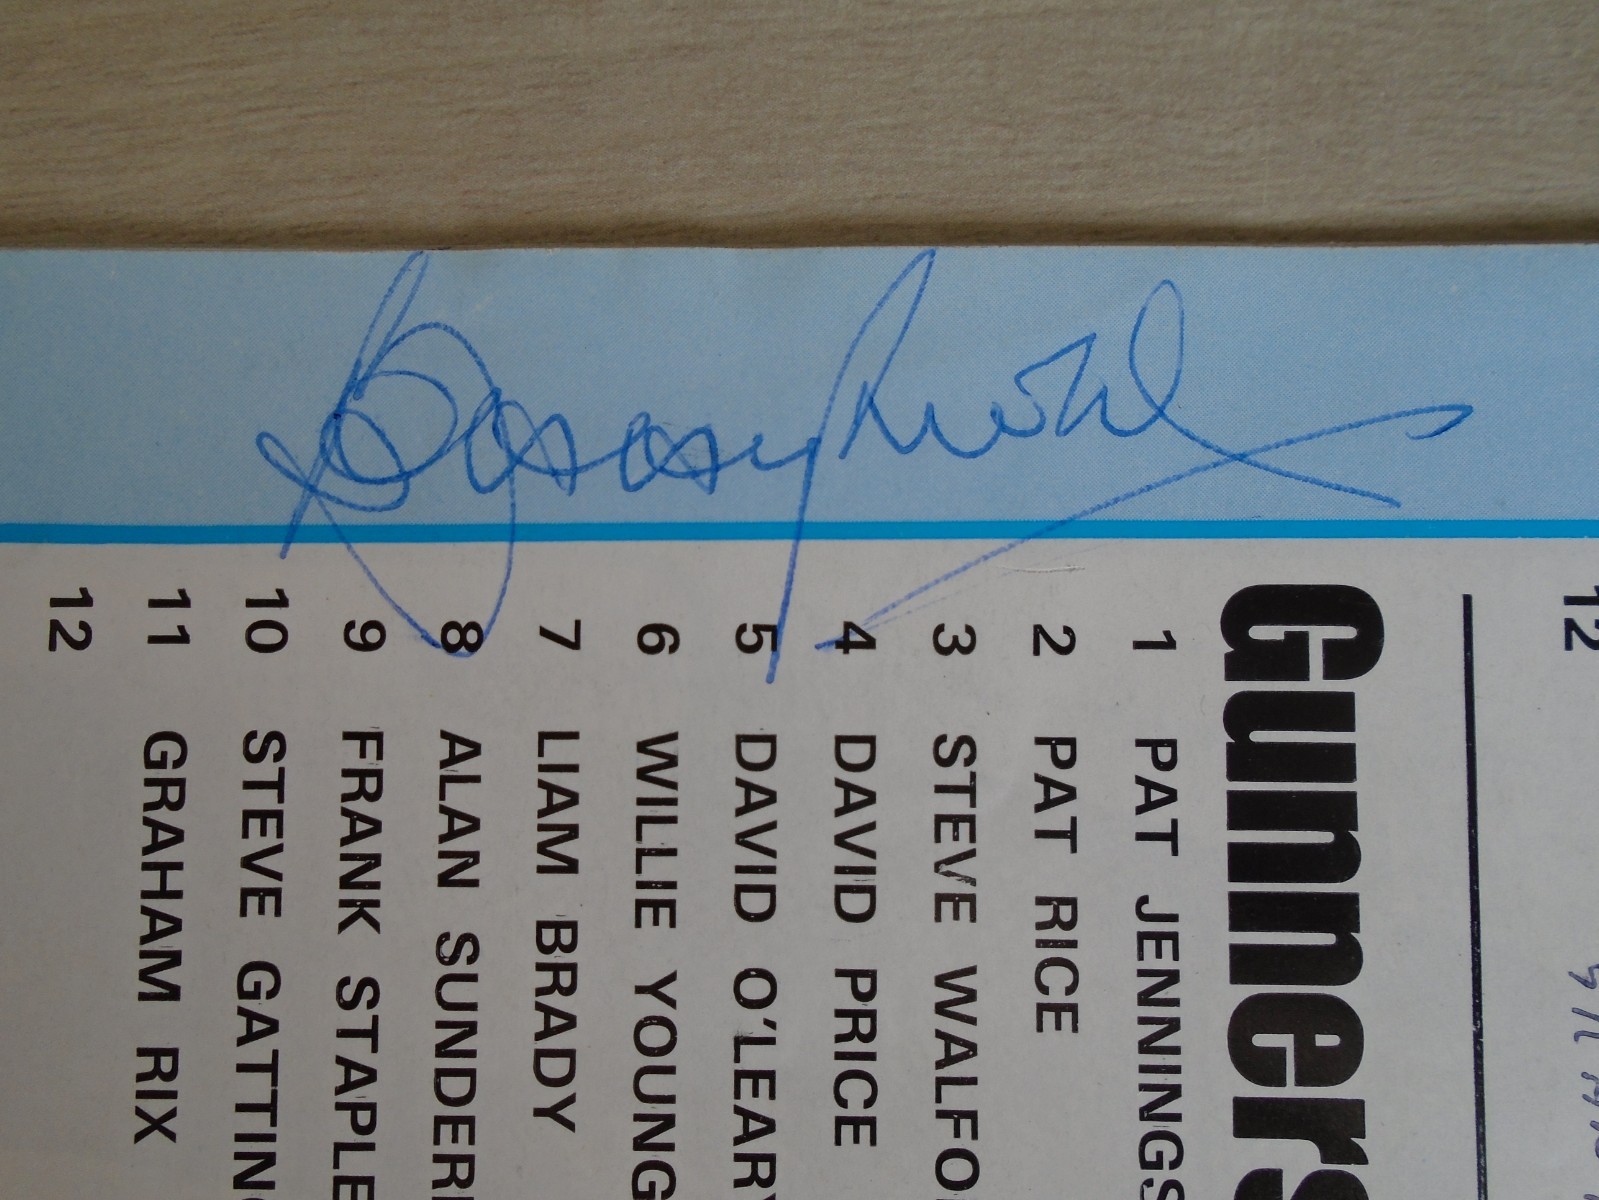 12
Gunners
1 PAT JENNINGS
2 PAT RICE
3 STEVE WALFO
4 DAVID PRICE
5 DAVID O'LEARY
6 WILLIE YOUNG
7 LIAM BRADY
8 ALAN SUNDER
9 FRANK STAPLE
10 STEVE GATTIN
11 GRAHAM RIX
12